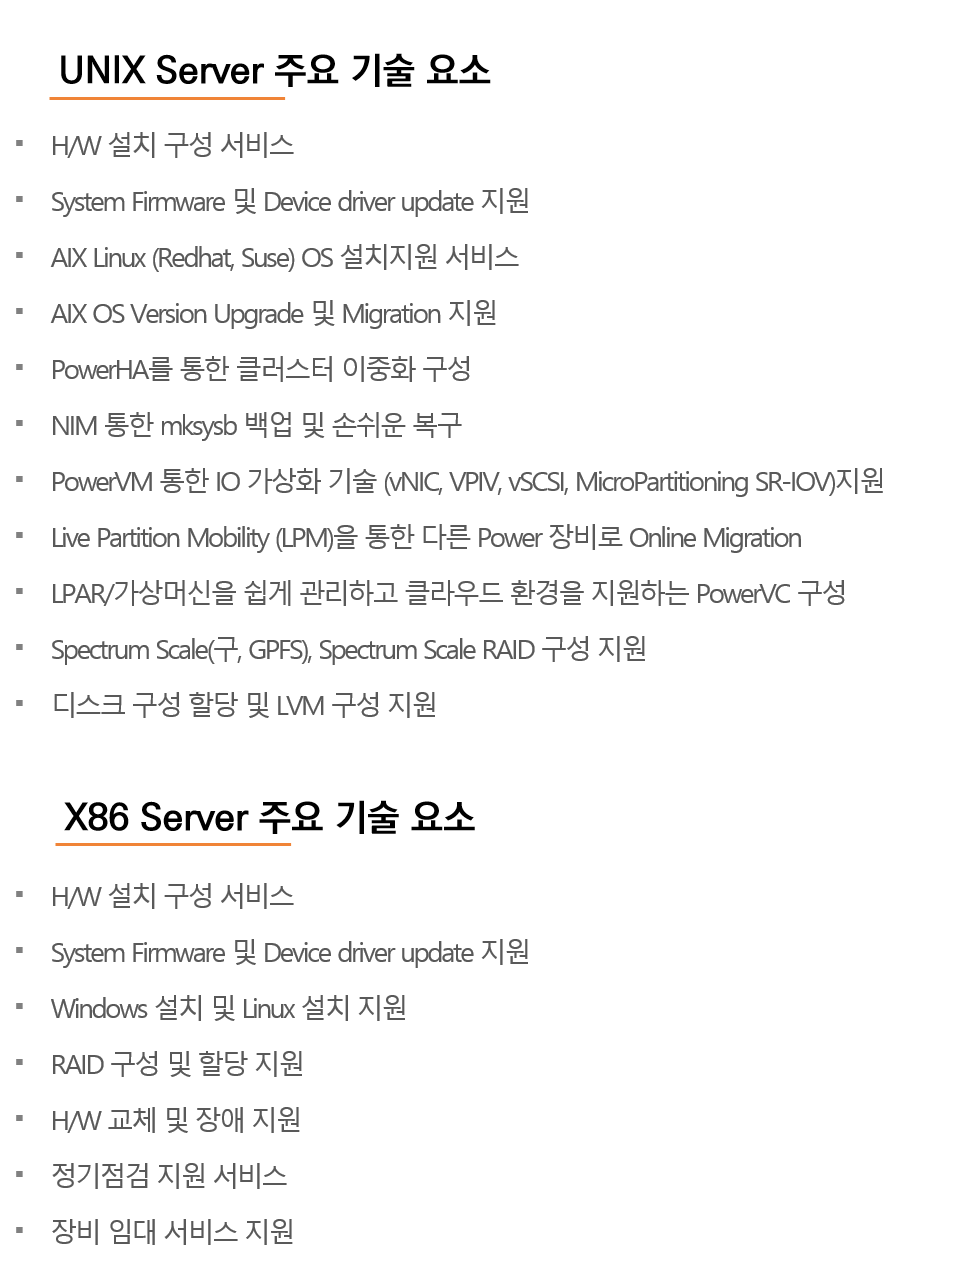 UNIX Server 주요 기술 요소
▪ H/W 설치 구성 서비스
▪ System Firmware 및 Device driver update 지원
▪ AIX Linux (Redhat, Suse) OS 설치지원 서비스
▪ AIX OS Version Upgrade 및 Migration 지원
▪ PowerHA를 통한 클러스터 이중화 구성
▪ NIM 통한 mksysb 백업 및 손쉬운 복구
▪ PowerVM 통한 IO 가상화 기술 (vNIC, VPIV, vSCSI, MicroPartitioning SR-IOV)지원
▪ Live Partition Mobility (LPM)을 통한 다른 Power 장비로 Online Migration
▪ LPAR/가상머신을 쉽게 관리하고 클라우드 환경을 지원하는 PowerVC 구성
▪ Spectrum Scale(구, GPFS), Spectrum Scale RAID 구성 지원
▪ 디스크 구성 할당 및 LVM 구성 지원
X86 Server 주요 기술 요소
▪ H/W 설치 구성 서비스
▪ System Firmware 및 Device driver update 지원
▪ Windows 설치 및 Linux 설치 지원
▪ RAID 구성 및 할당 지원
▪ H/W 교체 및 장애 지원
▪ 정기점검 지원 서비스
▪ 장비 임대 서비스 지원